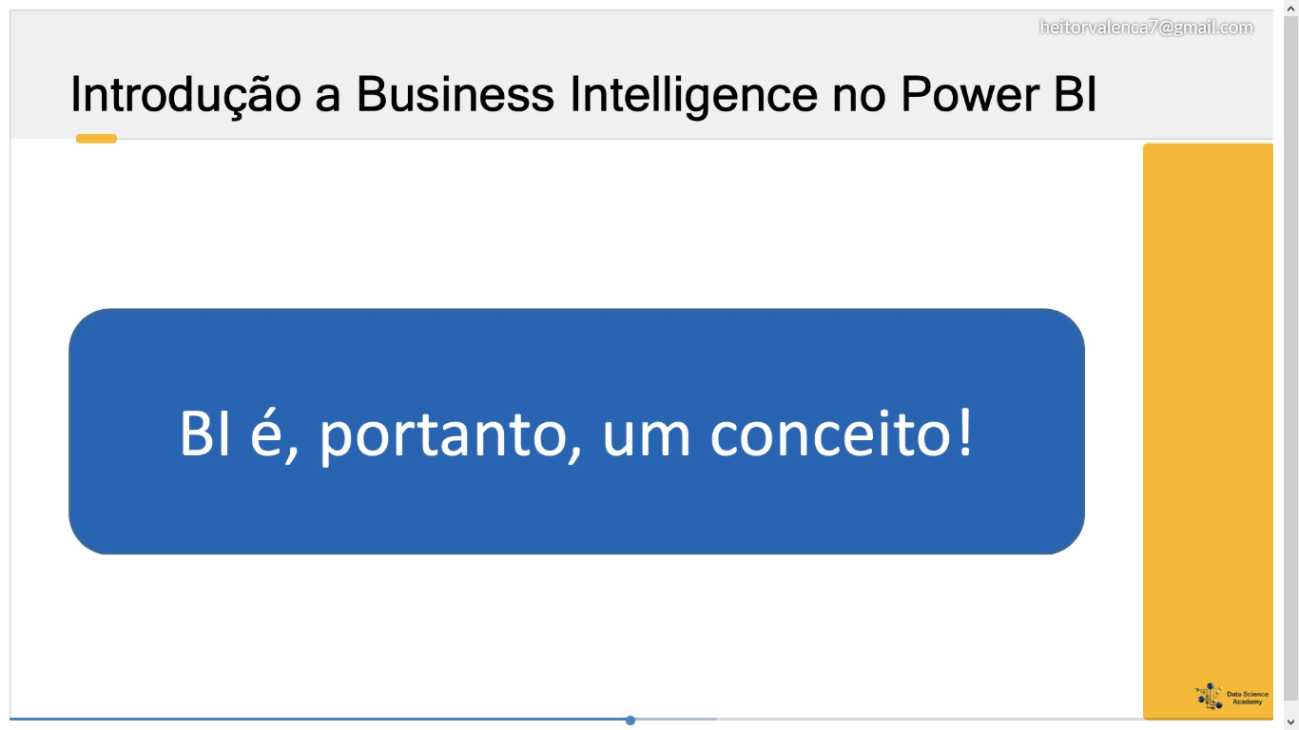 heitorvalenca7@gmail.com
Introdução a Business Intelligence no Power BI
BI é, portanto, um conceito!
Data Science
Academy